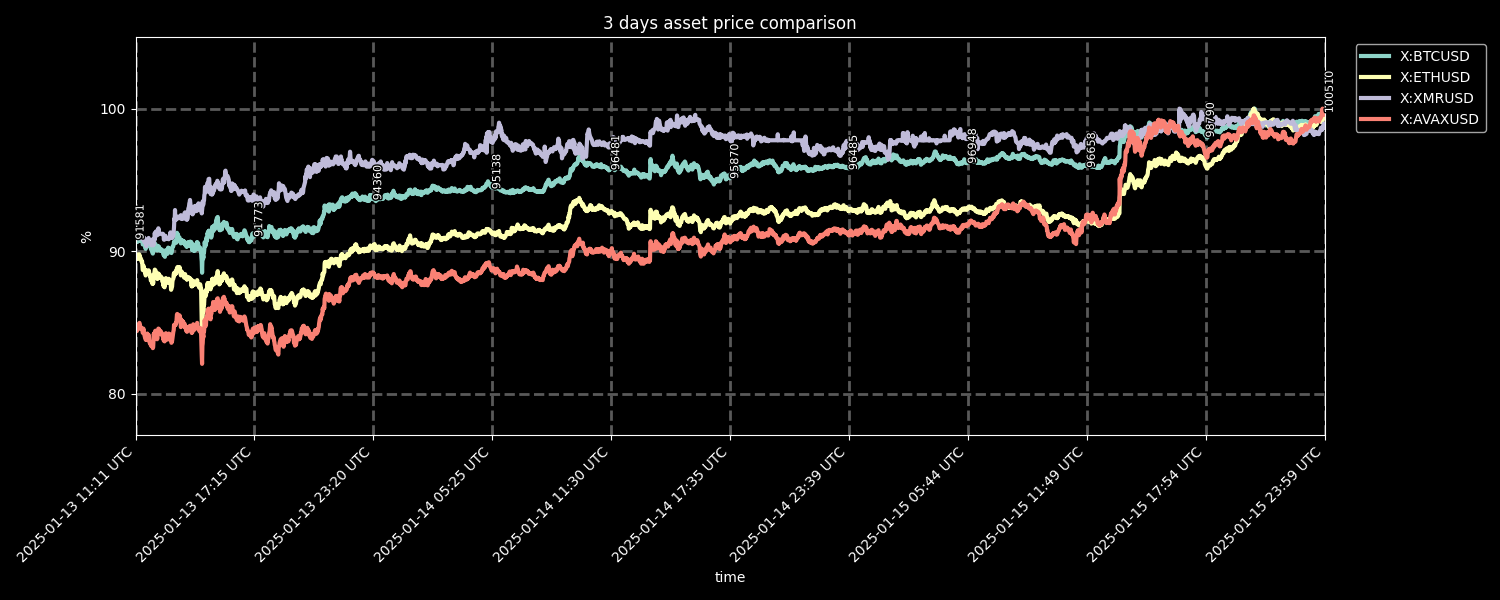 3 days asset price comparison
X:BTCUSD
X:ETHUSD
X:XMRUSD
X:AVAXUSD
100
90
80
%
91581
91773
94360
95138
96481
95870
96485
96948
96658
98790
100510
2025-01-13 11:11 UTC
2025-01-13 17:15 UTC
2025-01-13 23:20 UTC
2025-01-14 05:25 UTC
2025-01-14 11:30 UTC
2025-01-14 17:35 UTC
2025-01-14 23:39 UTC
2025-01-15 05:44 UTC
2025-01-15 11:49 UTC
2025-01-15 17:54 UTC
2025-01-15 23:59 UTC
time